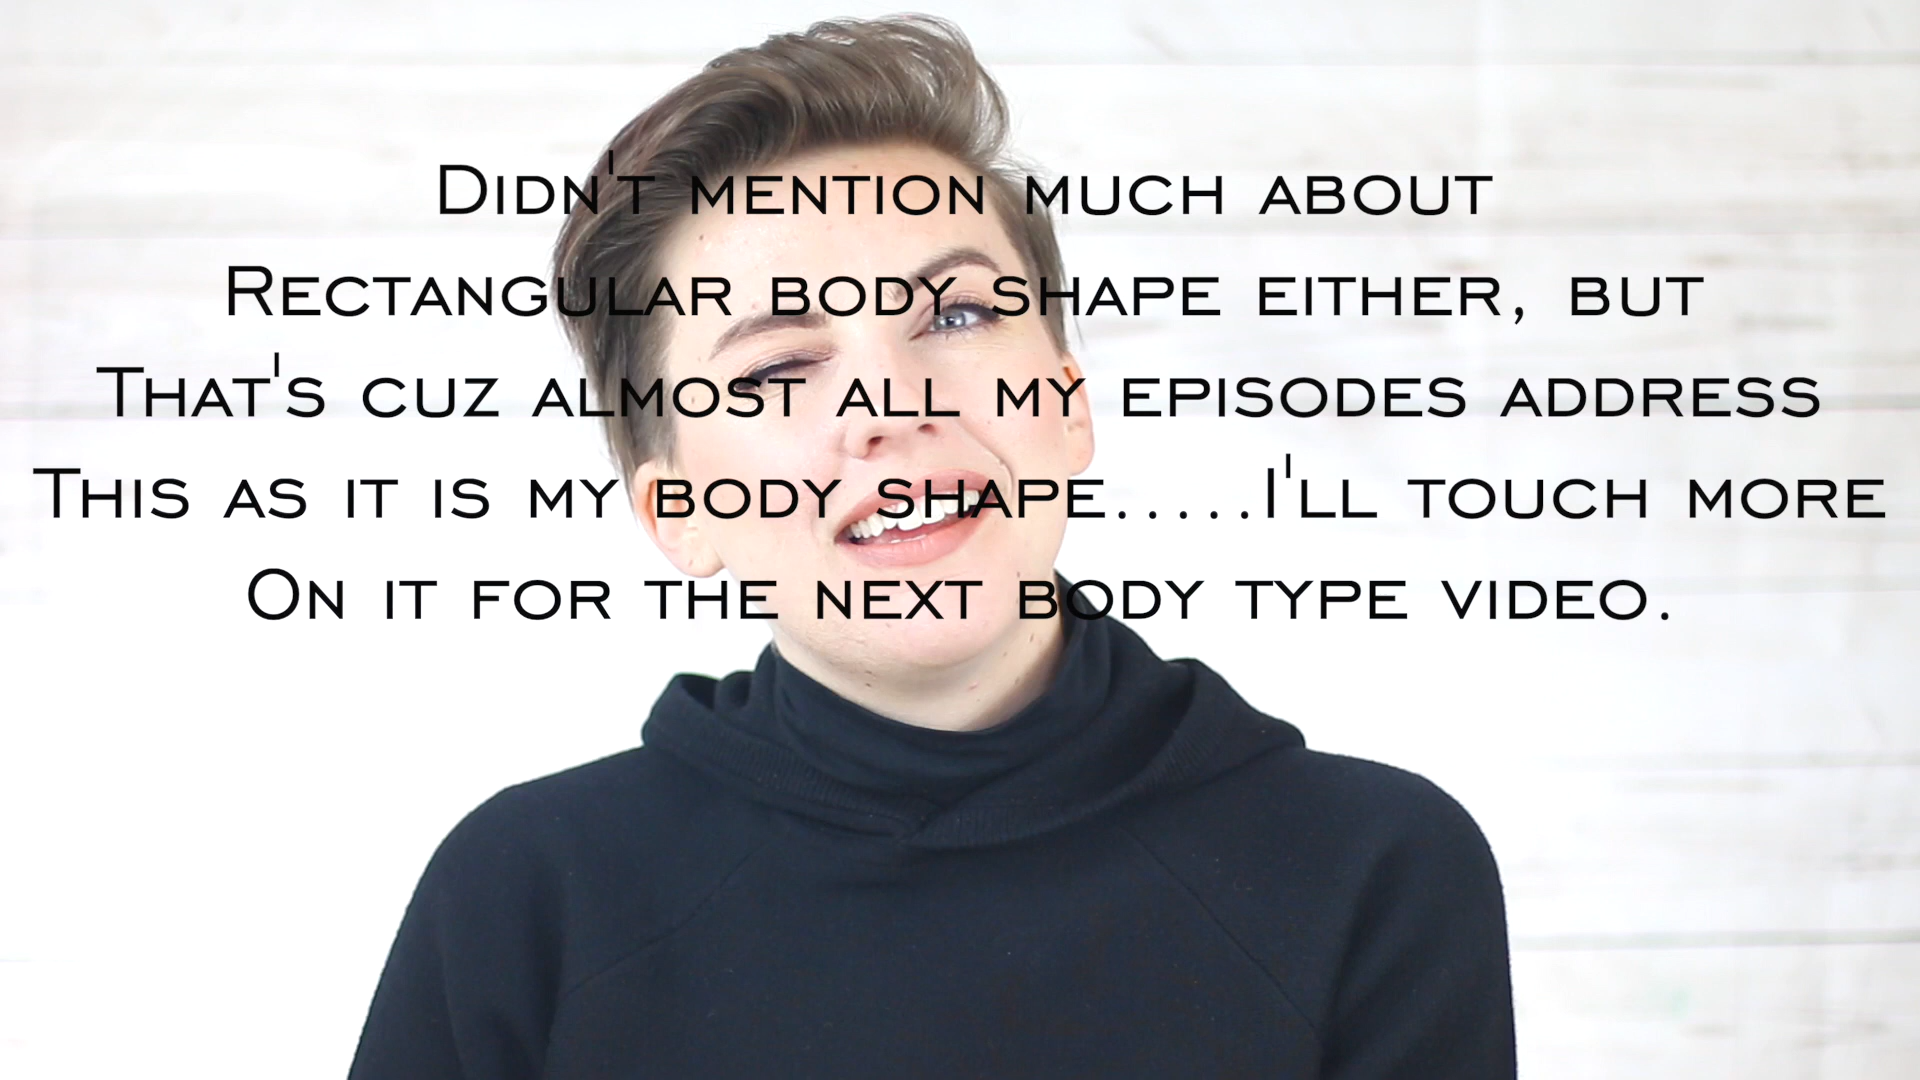 Didn't mention much about
Rectangular body shape either, but
That's cuz almost all my episodes address
This as it is my body shape.....I'll touch more
On it for the next body type video.